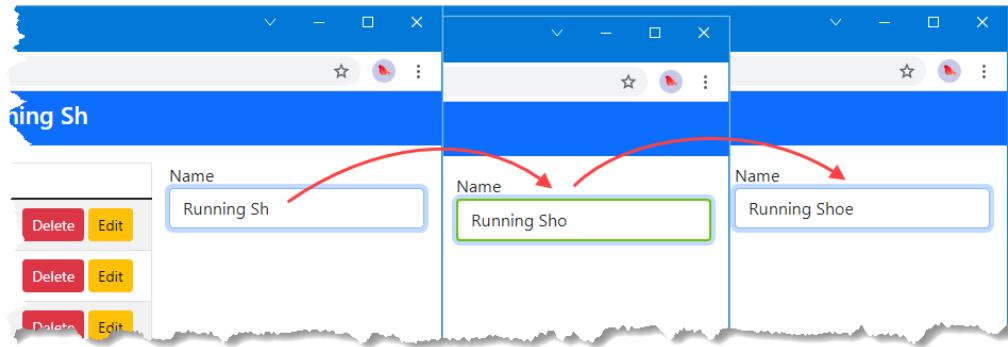 ning Sh
Name
Running Sh
Delete Edit
Delete Edit
Delete Edit
Name
Running Sho
Name
Running Shoe